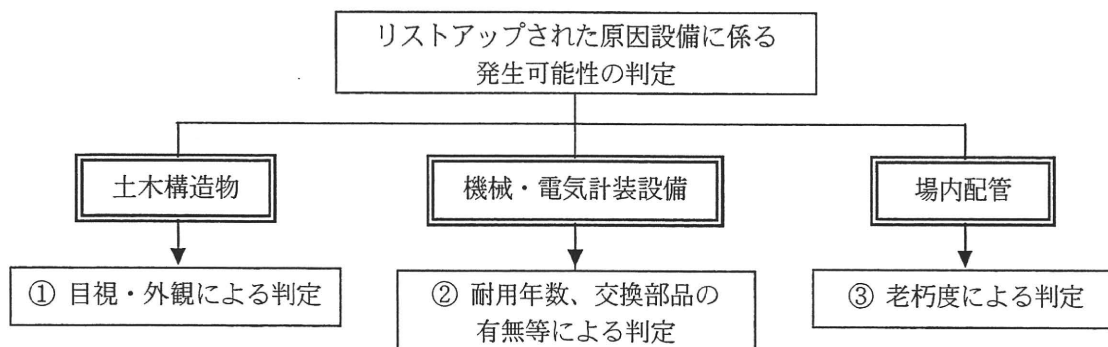 リストアップされた原因設備に係る
発生可能性の判定
土木構造物
機械・電気計装設備
場内配管
① 目視・外観による判定
② 耐用年数、交換部品の
有無等による判定
③ 老朽度による判定